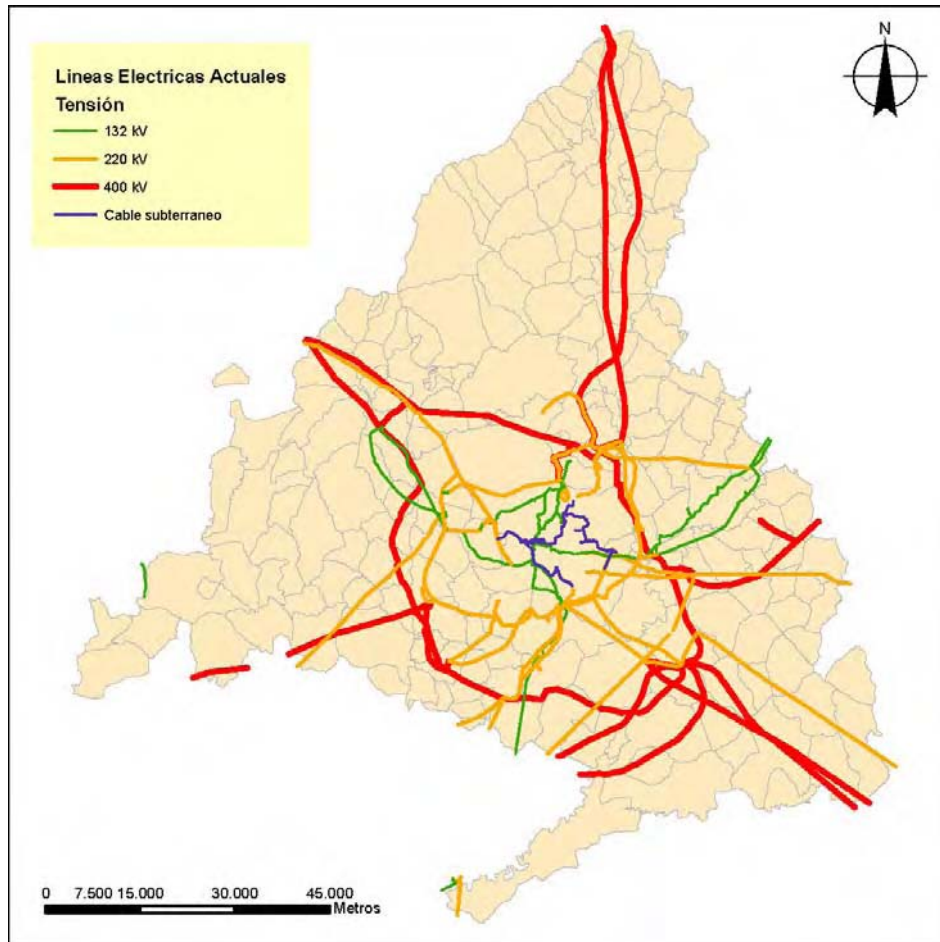 Lineas Electricas Actuales
Tensión
132 kV
220 kV
400 kV
Cable subterraneo
N
0 7.500 15.000 30.000 45.000
Metros